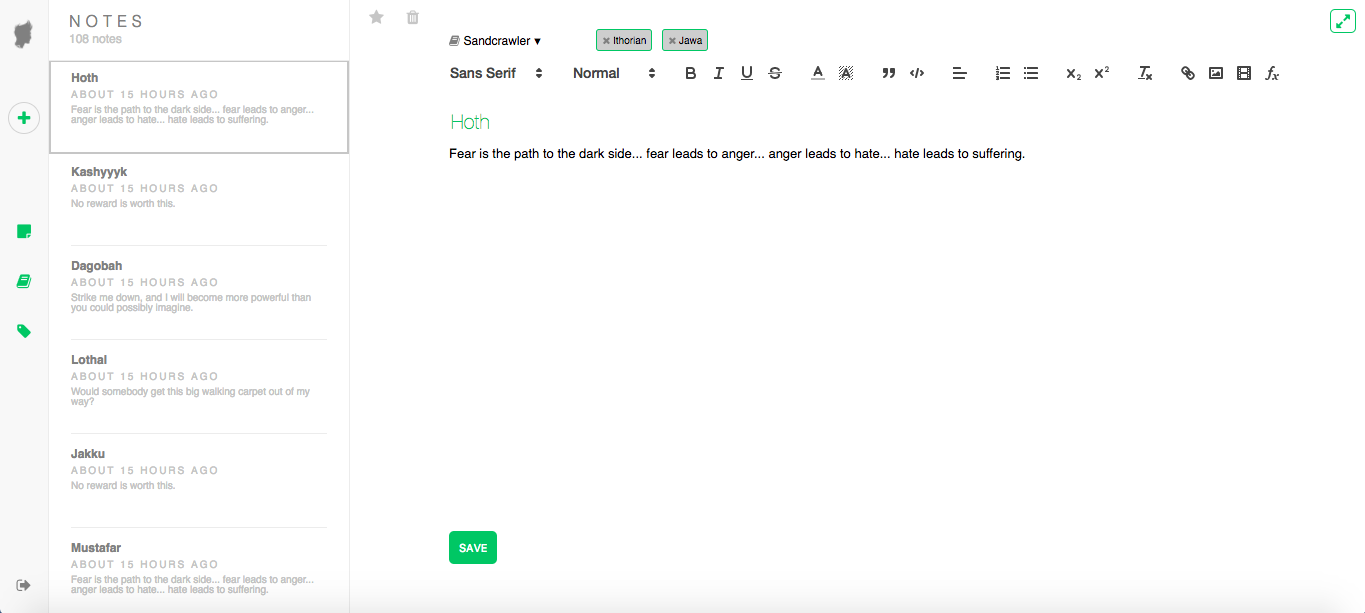 NOTES
108 notes
Hoth
ABOUT 15 HOURS AGO
Fear is the path to the dark side... fear leads to anger...
anger leads to hate... hate leads to suffering.
Kashyyyk
ABOUT 15 HOURS AGO
No reward is worth this.
Dagobah
ABOUT 15 HOURS AGO
Strike me down, and I will become more powerful than
you could possibly imagine.
Lothal
ABOUT 15 HOURS AGO
Would somebody get this big walking carpet out of my
way?
Jakku
ABOUT 15 HOURS AGO
No reward is worth this.
Mustafar
ABOUT 15 HOURS AGO
Fear is the path to the dark side... fear leads to anger...
anger leads to hate... hate leads to suffering.
Sandcrawler ▾ × Ithorian × Jawa
Sans Serif Normal B I U S A A ” </> x₂ x² Tx fx
Hoth
Fear is the path to the dark side... fear leads to anger... anger leads to hate... hate leads to suffering.
SAVE